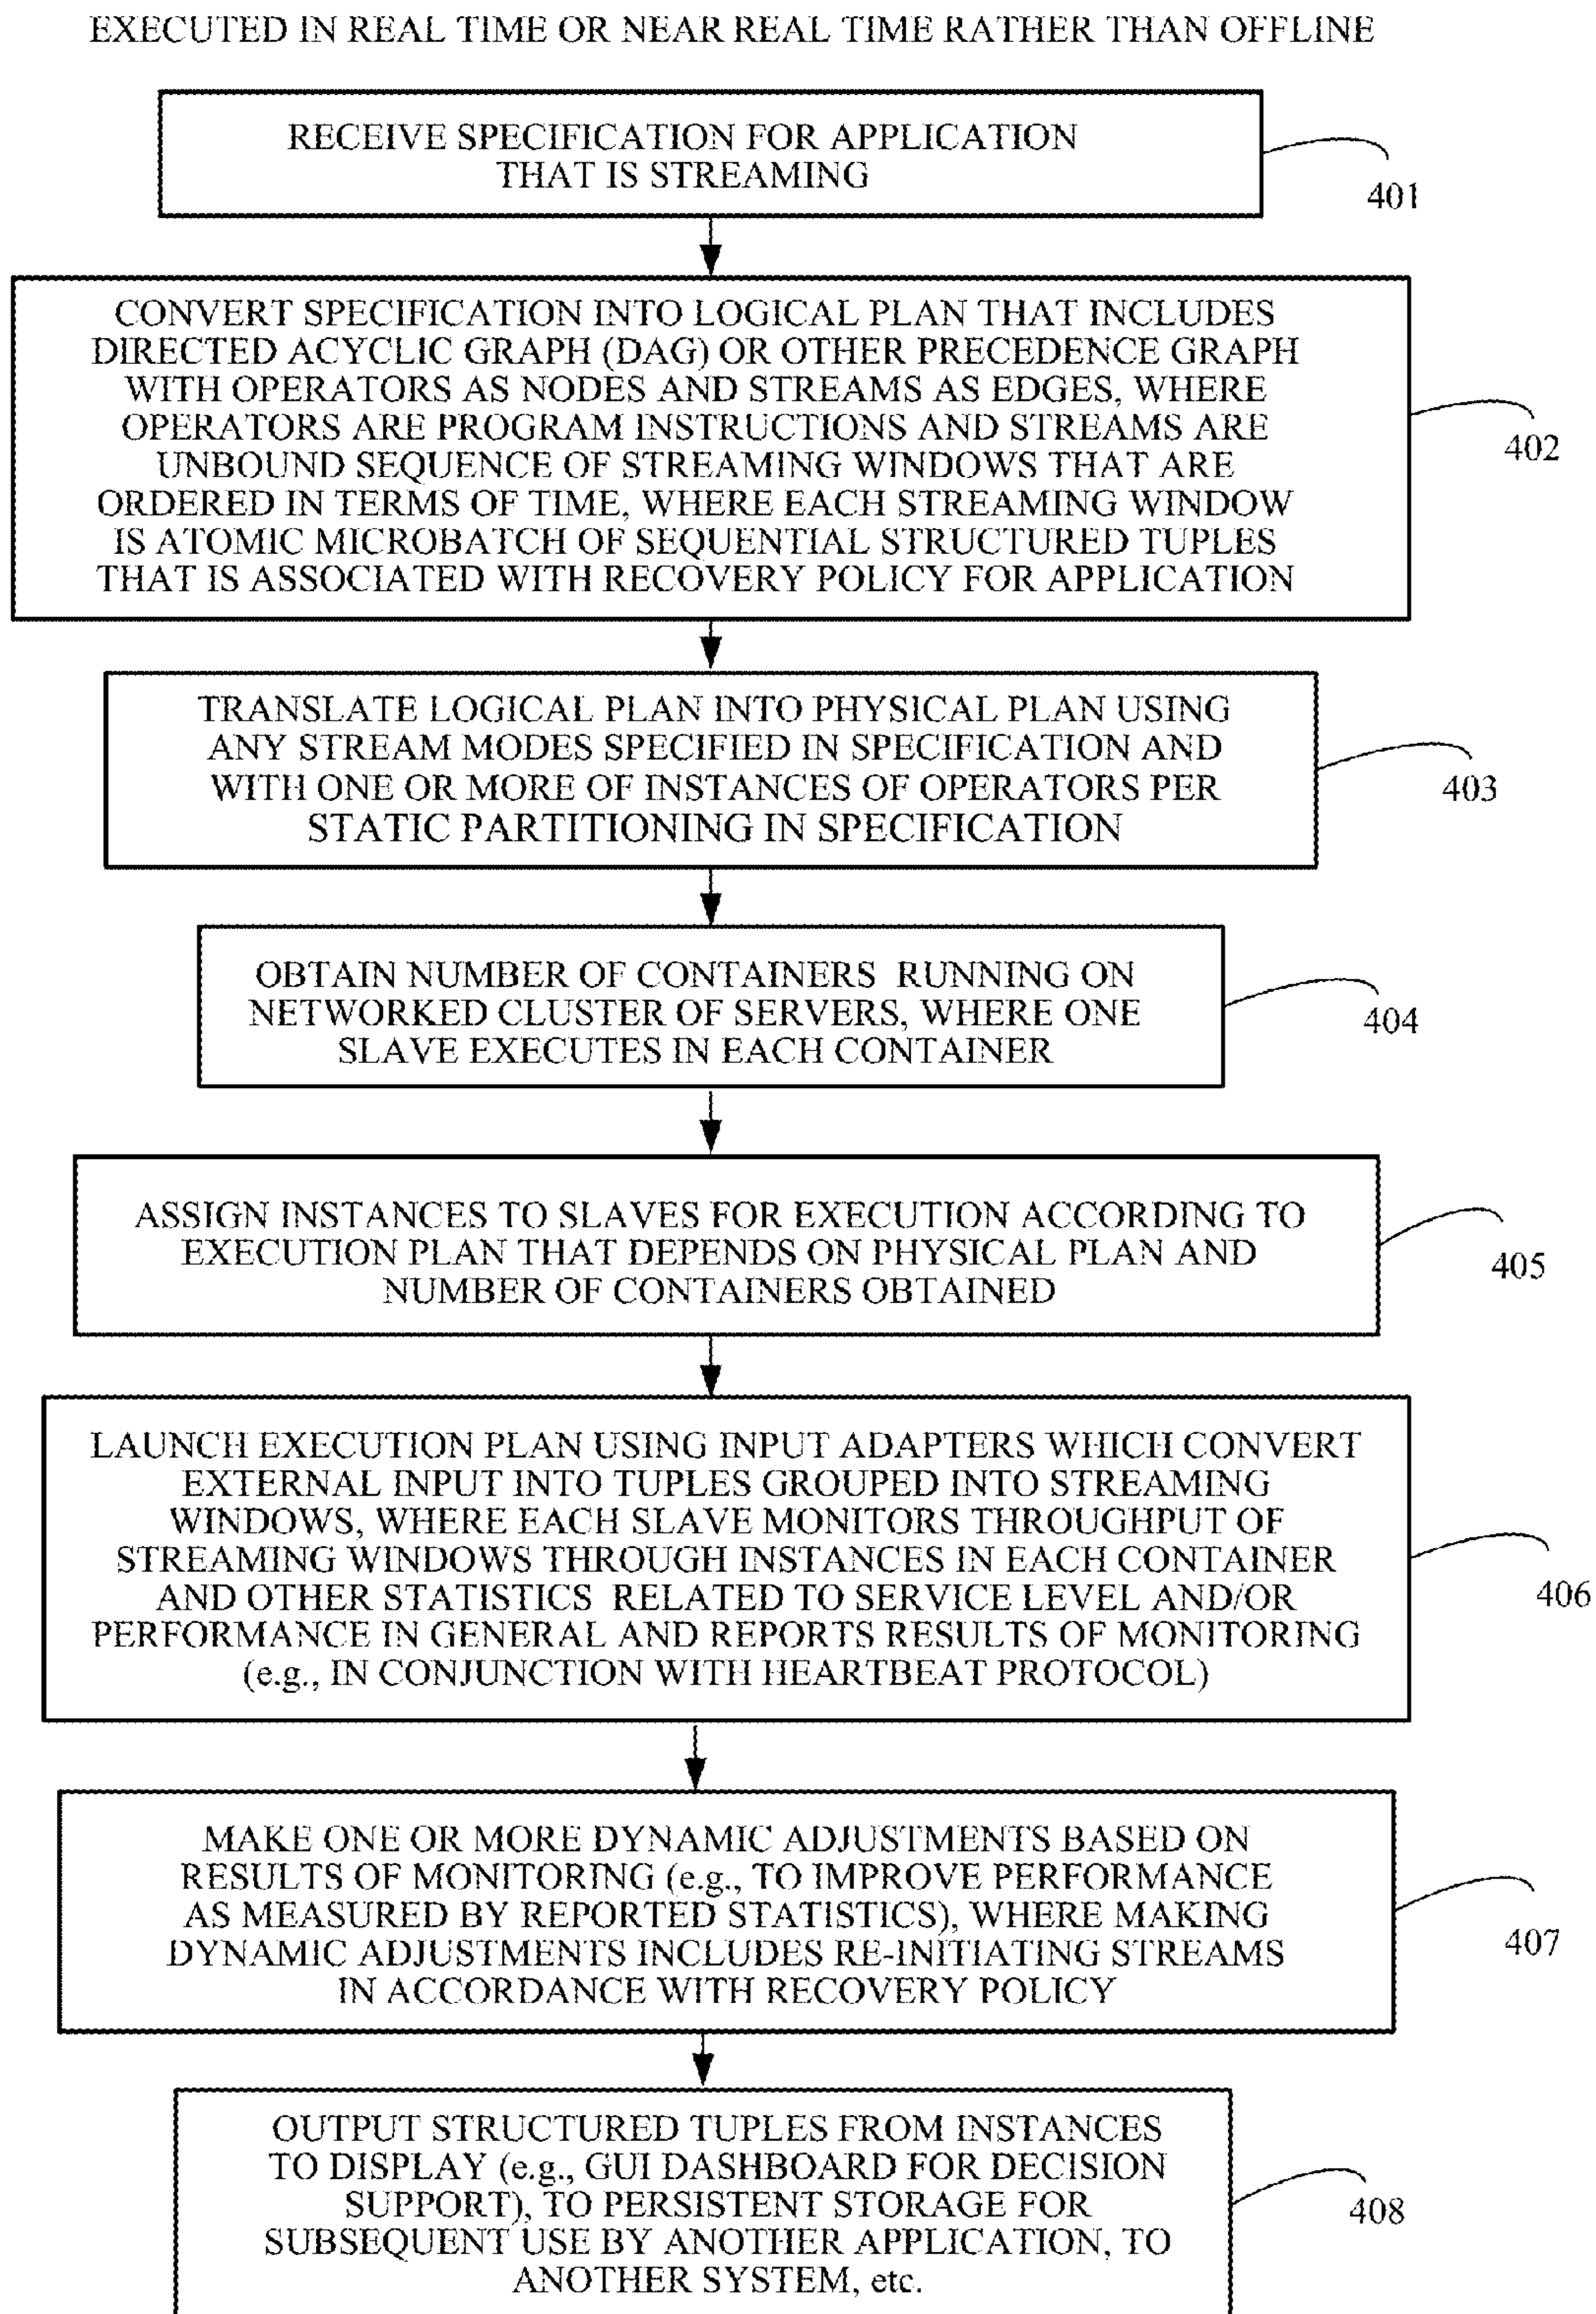 EXECUTED IN REAL TIME OR NEAR REAL TIME RATHER THAN OFFLINE
RECEIVE SPECIFICATION FOR APPLICATION
THAT IS STREAMING
401
CONVERT SPECIFICATION INTO LOGICAL PLAN THAT INCLUDES
DIRECTED ACYCLIC GRAPH (DAG) OR OTHER PRECEDENCE GRAPH
WITH OPERATORS AS NODES AND STREAMS AS EDGES, WHERE
OPERATORS ARE PROGRAM INSTRUCTIONS AND STREAMS ARE
UNBOUND SEQUENCE OF STREAMING WINDOWS THAT ARE
ORDERED IN TERMS OF TIME, WHERE EACH STREAMING WINDOW
IS ATOMIC MICROBATCH OF SEQUENTIAL STRUCTURED TUPLES
THAT IS ASSOCIATED WITH RECOVERY POLICY FOR APPLICATION
402
TRANSLATE LOGICAL PLAN INTO PHYSICAL PLAN USING
ANY STREAM MODES SPECIFIED IN SPECIFICATION AND
WITH ONE OR MORE OF INSTANCES OF OPERATORS PER
STATIC PARTITIONING IN SPECIFICATION
403
OBTAIN NUMBER OF CONTAINERS RUNNING ON
NETWORKED CLUSTER OF SERVERS, WHERE ONE
SLAVE EXECUTES IN EACH CONTAINER
404
ASSIGN INSTANCES TO SLAVES FOR EXECUTION ACCORDING TO
EXECUTION PLAN THAT DEPENDS ON PHYSICAL PLAN AND
NUMBER OF CONTAINERS OBTAINED
405
LAUNCH EXECUTION PLAN USING INPUT ADAPTERS WHICH CONVERT
EXTERNAL INPUT INTO TUPLES GROUPED INTO STREAMING
WINDOWS, WHERE EACH SLAVE MONITORS THROUGHPUT OF
STREAMING WINDOWS THROUGH INSTANCES IN EACH CONTAINER
AND OTHER STATISTICS RELATED TO SERVICE LEVEL AND/OR
PERFORMANCE IN GENERAL AND REPORTS RESULTS OF MONITORING
(e.g., IN CONJUNCTION WITH HEARTBEAT PROTOCOL)
406
MAKE ONE OR MORE DYNAMIC ADJUSTMENTS BASED ON
RESULTS OF MONITORING (e.g., TO IMPROVE PERFORMANCE
AS MEASURED BY REPORTED STATISTICS), WHERE MAKING
DYNAMIC ADJUSTMENTS INCLUDES RE-INITIATING STREAMS
IN ACCORDANCE WITH RECOVERY POLICY
407
OUTPUT STRUCTURED TUPLES FROM INSTANCES
TO DISPLAY (e.g., GUI DASHBOARD FOR DECISION
SUPPORT), TO PERSISTENT STORAGE FOR
SUBSEQUENT USE BY ANOTHER APPLICATION, TO
ANOTHER SYSTEM, etc.
408